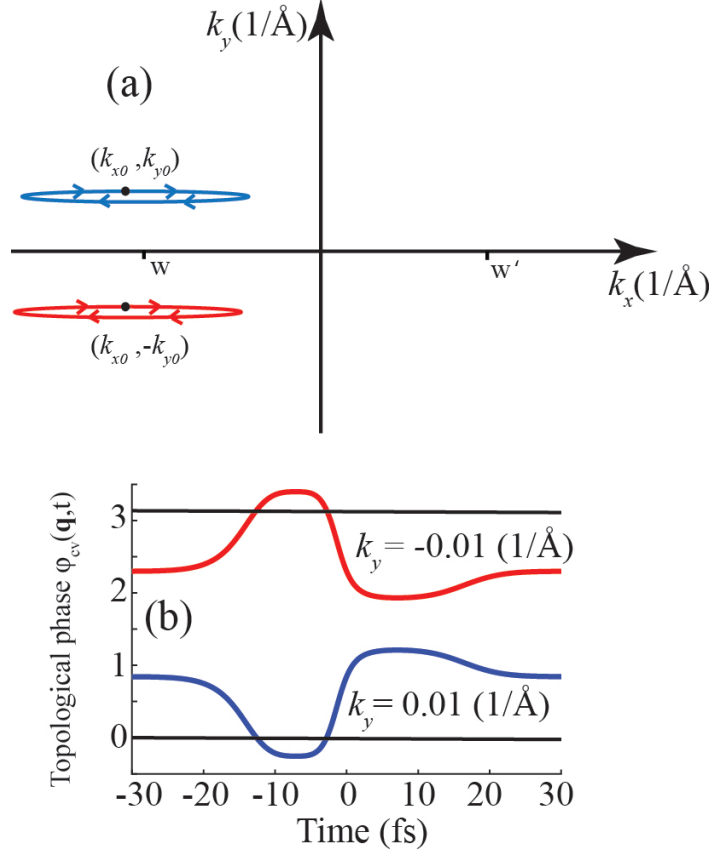 k_y(1/Å)
(a)
(k_x0 ,k_y0)
w
w'
k_x(1/Å)
(k_x0 ,-k_y0)
Topological phase φ_cv(q,t)
3
2
1
0
k_y= -0.01 (1/Å)
(b)
k_y= 0.01 (1/Å)
-30 -20 -10 0 10 20 30
Time (fs)